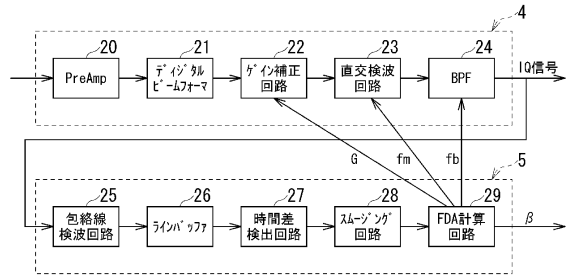 4
20
21
22
23
24
PreAmp
ディジタル
ビームフォーマ
ゲイン補正
回路
直交検波
回路
BPF
IQ信号
G
fm
fb
5
25
26
27
28
29
包絡線
検波回路
ラインバッファ
時間差
検出回路
スムージング
回路
FDA計算
回路
β